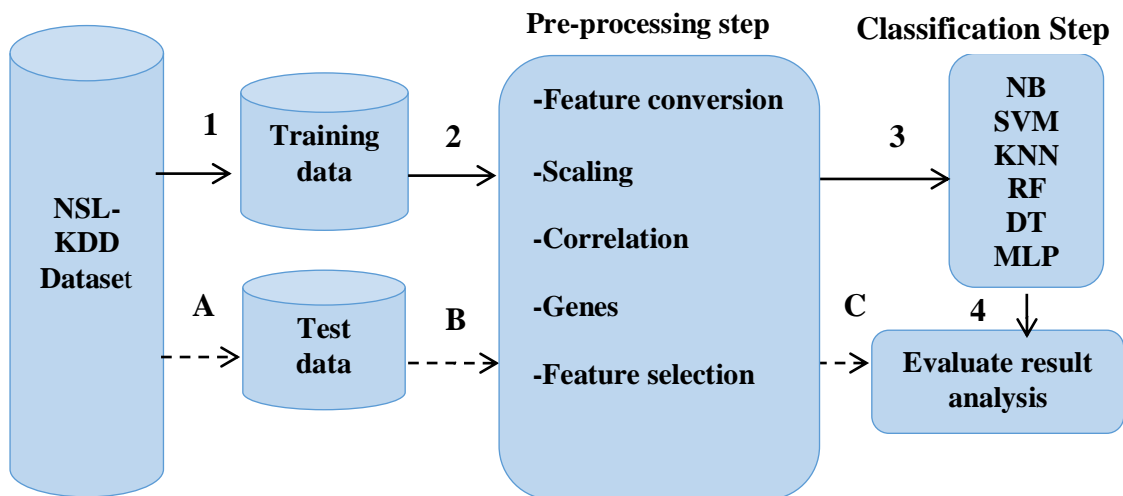 Pre-processing step
Classification Step
NSL-
KDD
Dataset
1
Training
data
2
-Feature conversion
-Scaling
-Correlation
-Genes
-Feature selection
3
NB
SVM
KNN
RF
DT
MLP
A
Test
data
B
C
4
Evaluate result
analysis